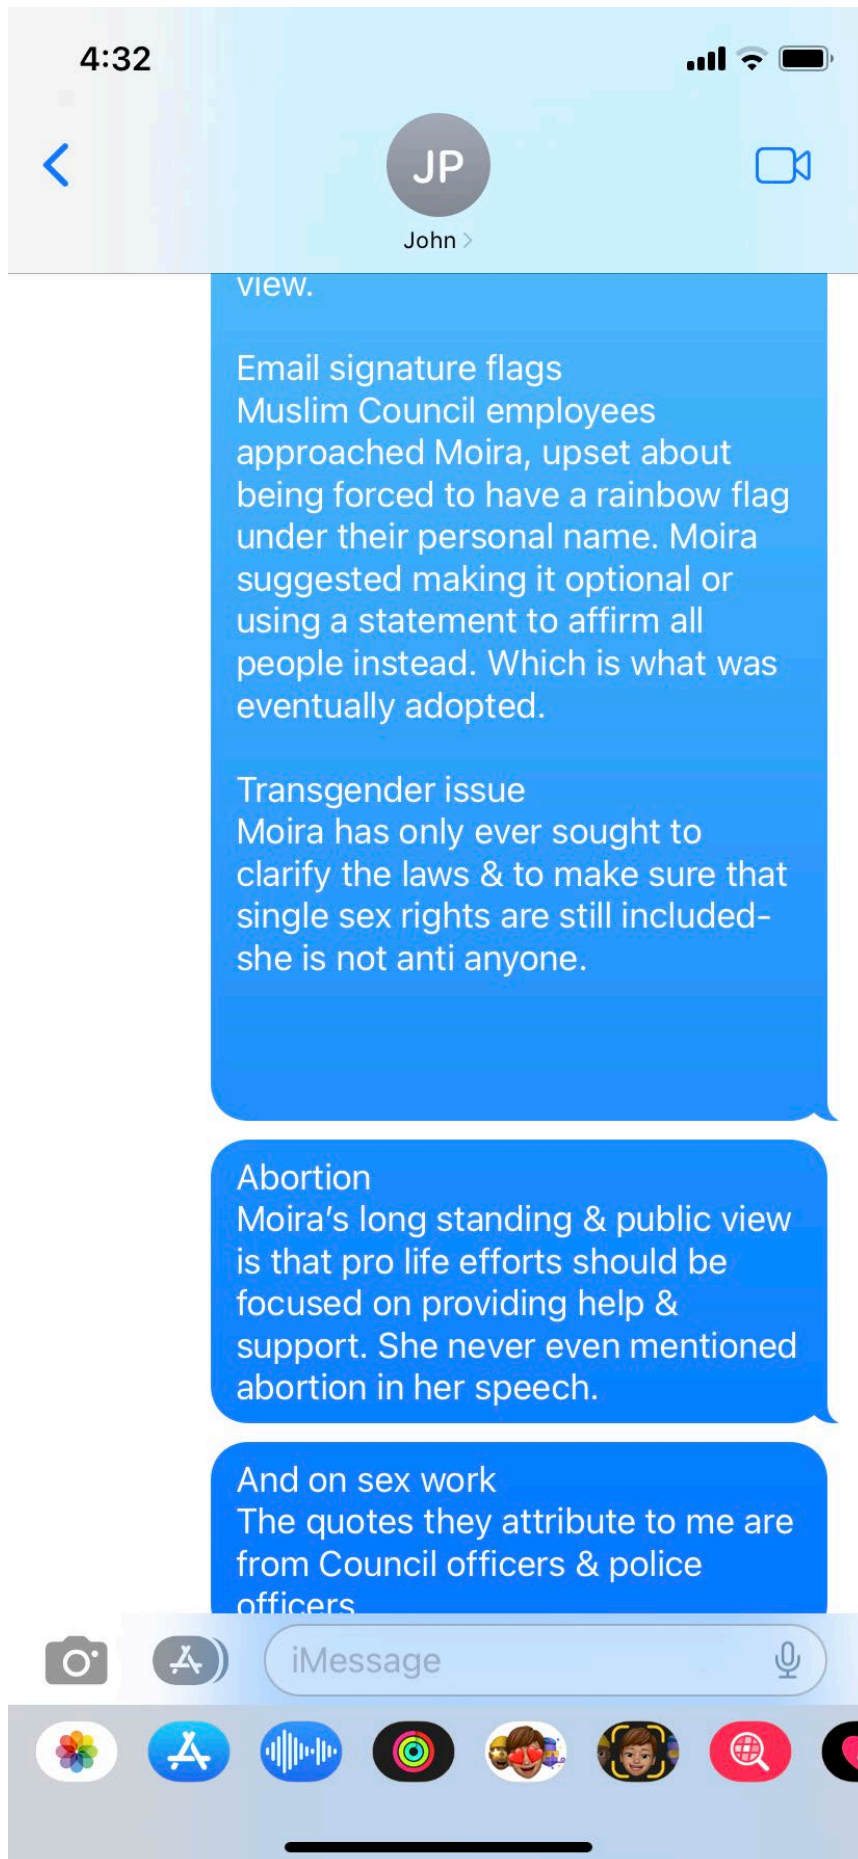 4:32
JP
John
view.
Email signature flags
Muslim Council employees
approached Moira, upset about
being forced to have a rainbow flag
under their personal name. Moira
suggested making it optional or
using a statement to affirm all
people instead. Which is what was
eventually adopted.
Transgender issue
Moira has only ever sought to
clarify the laws & to make sure that
single sex rights are still included-
she is not anti anyone.
Abortion
Moira’s long standing & public view
is that pro life efforts should be
focused on providing help &
support. She never even mentioned
abortion in her speech.
And on sex work
The quotes they attribute to me are
from Council officers & police
officers
iMessage